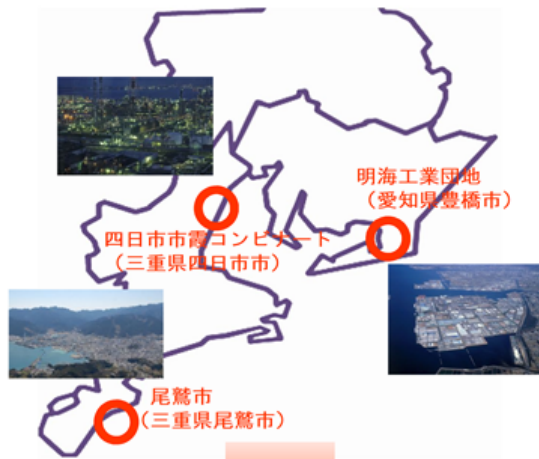 明海工業団地
（愛知県豊橋市）
四日市市霞コンビナート
（三重県四日市市）
尾鷲市
（三重県尾鷲市）